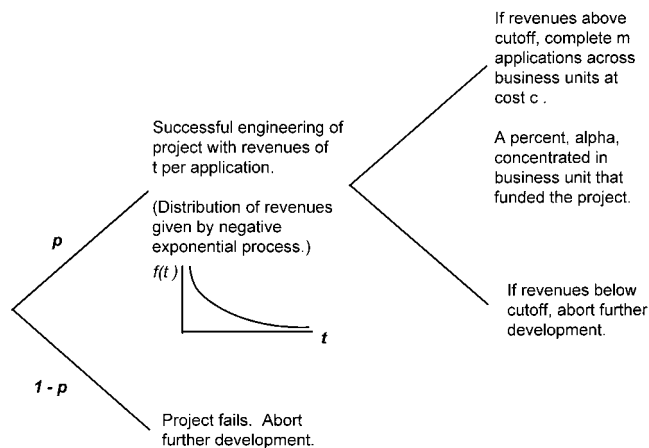 If revenues above
cutoff, complete m
applications across
business units at
cost c .
A percent, alpha,
concentrated in
business unit that
funded the project.
Successful engineering of
project with revenues of
t per application.
(Distribution of revenues
given by negative
exponential process.)
f(t )
t
p
1 - p
If revenues below
cutoff, abort further
development.
Project fails. Abort
further development.